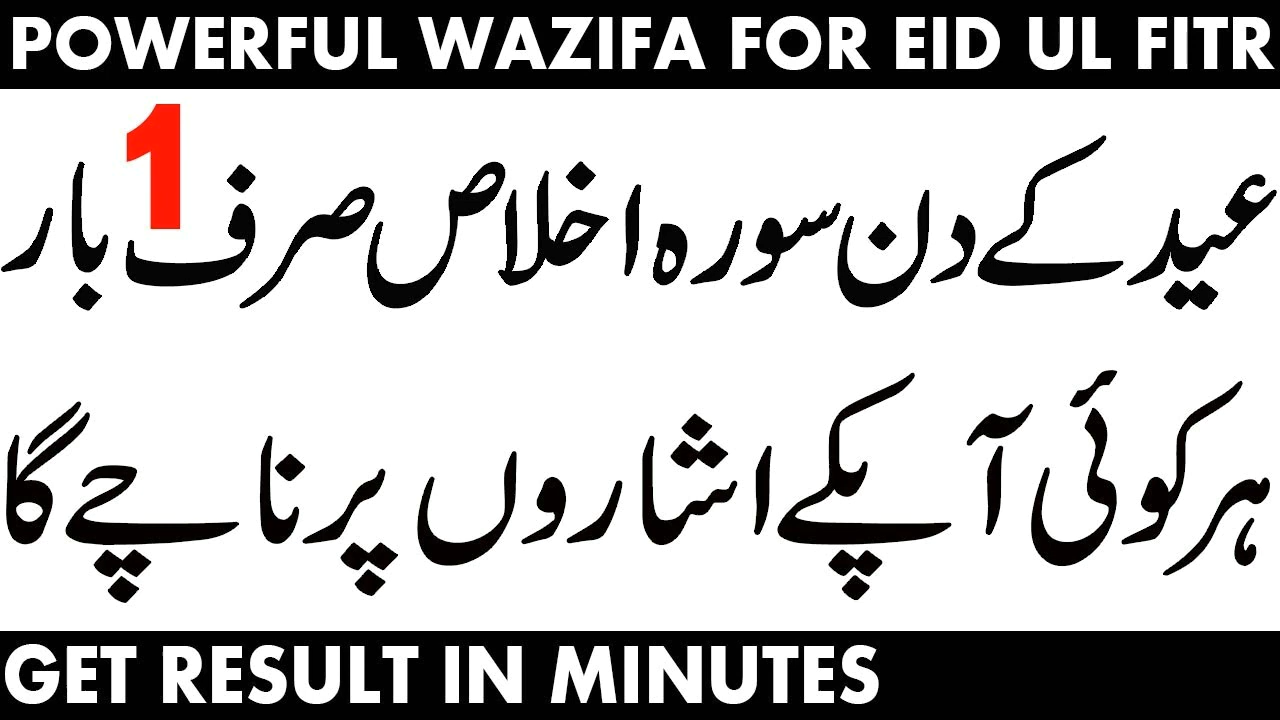 POWERFUL WAZIFA FOR EID UL FITR
عید کے دن سورہ اخلاص صرف 1 بار
ہر کوئی آپکے اشاروں پر ناچے گا
GET RESULT IN MINUTES